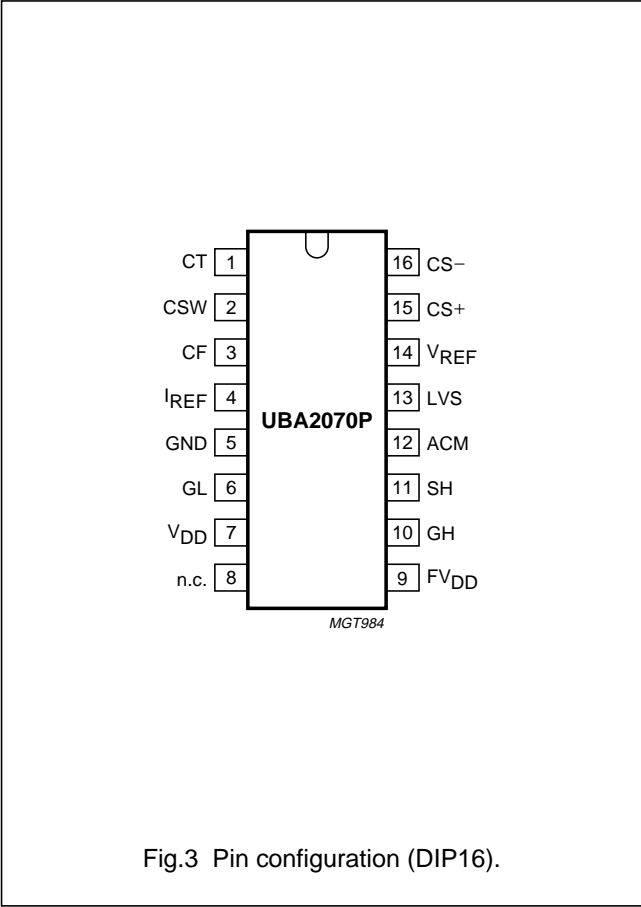 CT 1
CSW 2
CF 3
IREF 4
GND 5
GL 6
VDD 7
n.c. 8
UBA2070P
16 CS−
15 CS+
14 VREF
13 LVS
12 ACM
11 SH
10 GH
9 FVDD
MGT984
Fig.3 Pin configuration (DIP16).